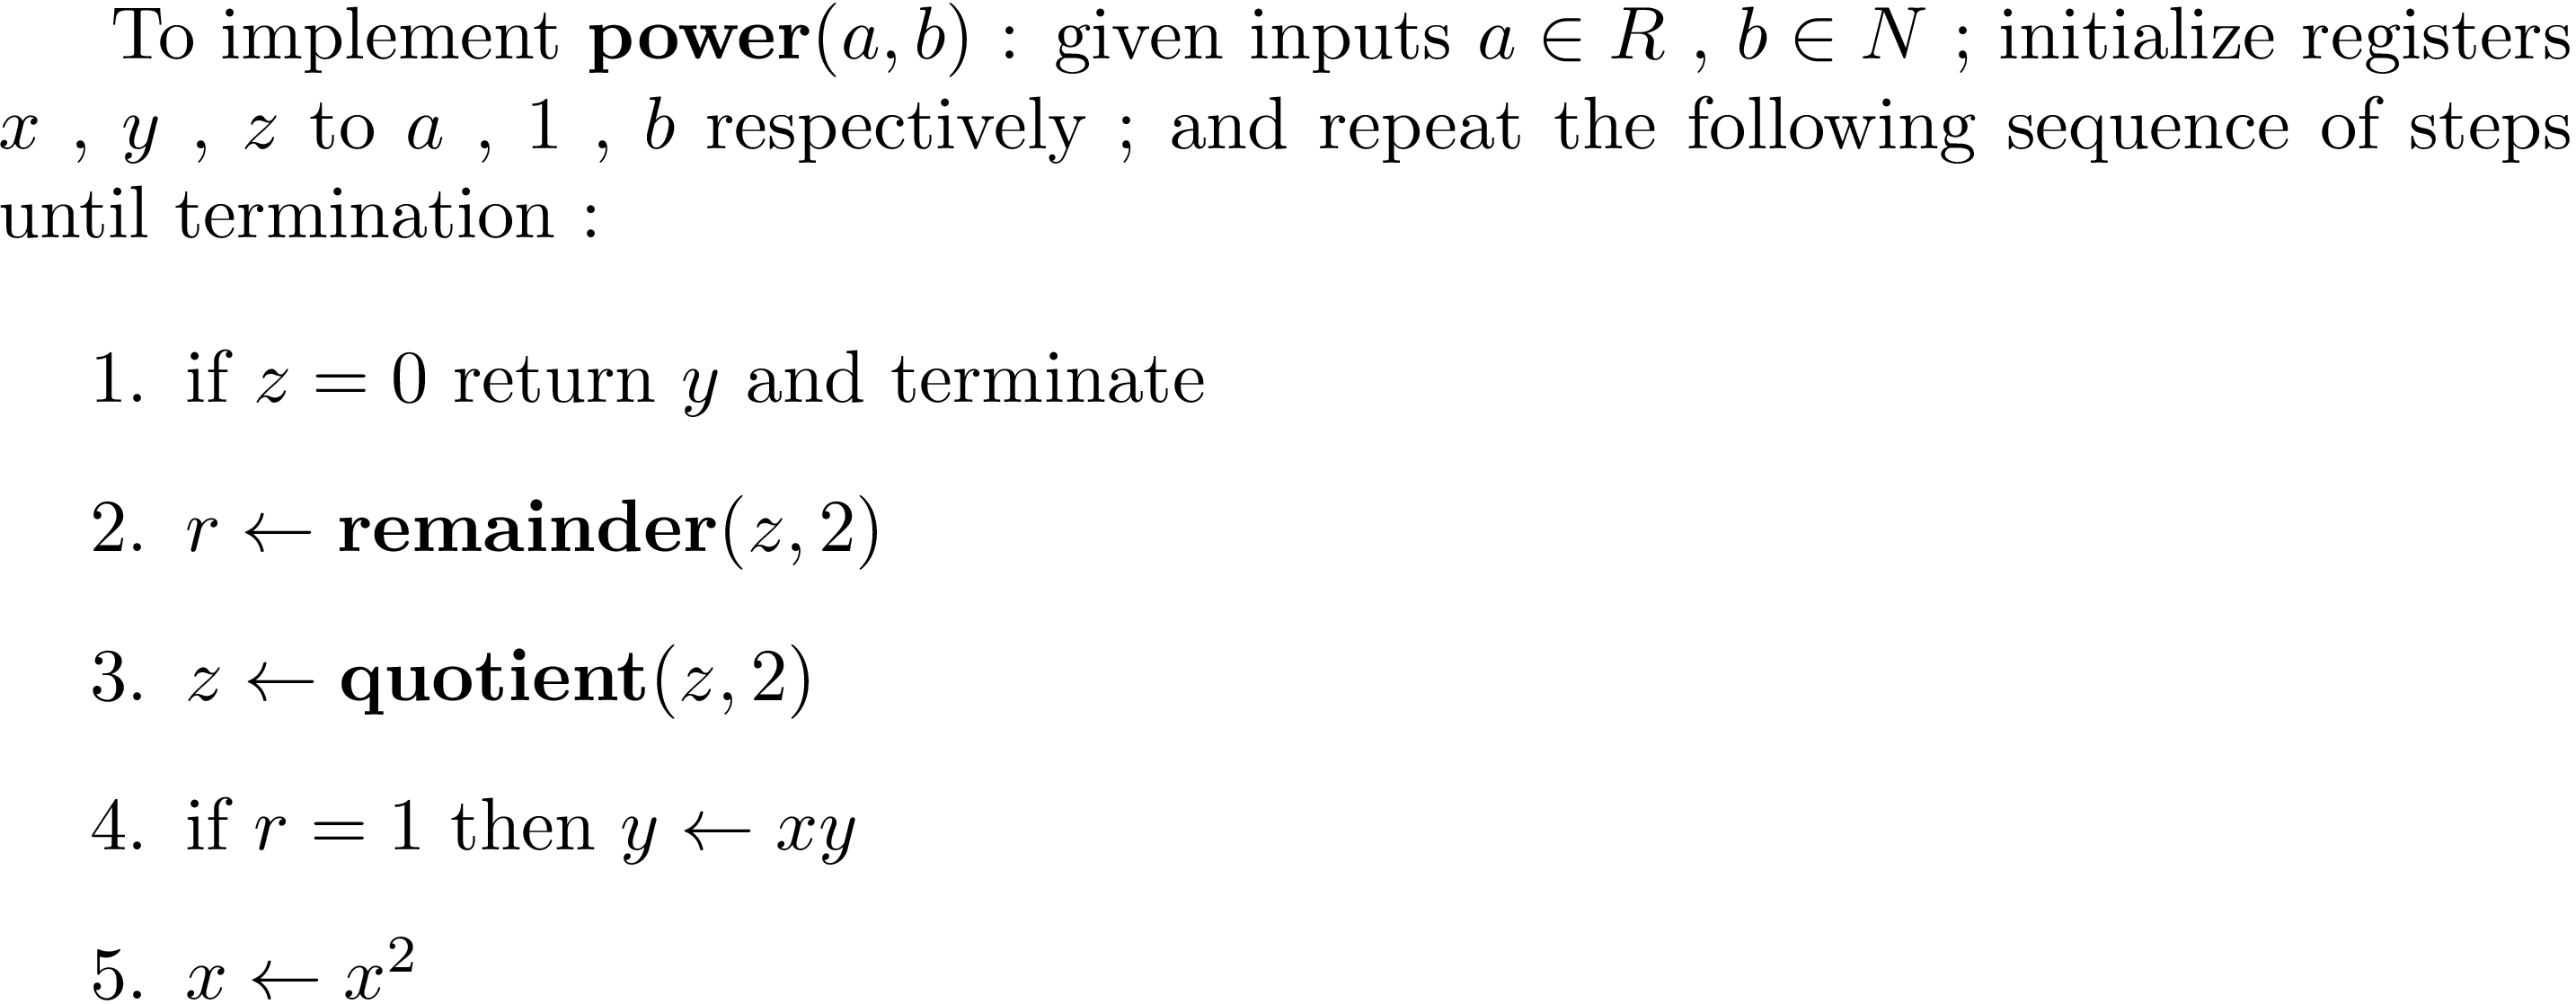 To implement power(a, b) : given inputs a ∈ R , b ∈ N ; initialize registers
x , y , z to a , 1 , b respectively ; and repeat the following sequence of steps
until termination :
1. if z = 0 return y and terminate
2. r ← remainder(z, 2)
3. z ← quotient(z, 2)
4. if r = 1 then y ← xy
5. x ← x²